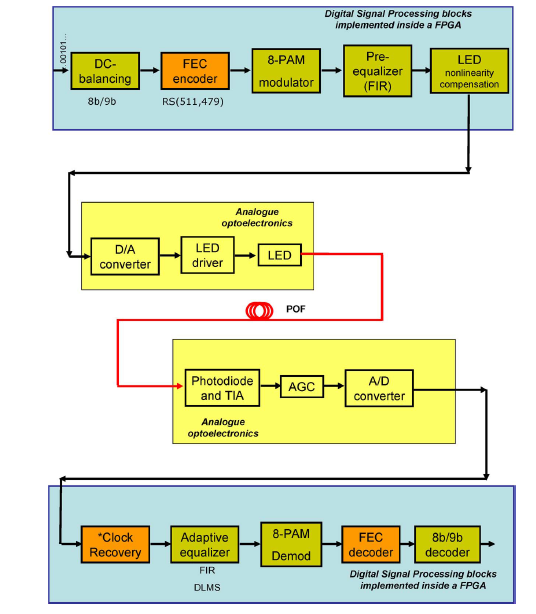 Digital Signal Processing blocks
implemented inside a FPGA
00101...
DC-
balancing
8b/9b
FEC
encoder
RS(511,479)
8-PAM
modulator
Pre-
equalizer
(FIR)
LED
nonlinearity
compensation
Analogue
optoelectronics
D/A
converter
LED
driver
LED
POF
Photodiode
and TIA
AGC
A/D
converter
Analogue
optoelectronics
*Clock
Recovery
Adaptive
equalizer
FIR
DLMS
8-PAM
Demod
FEC
decoder
8b/9b
decoder
Digital Signal Processing blocks
implemented inside a FPGA